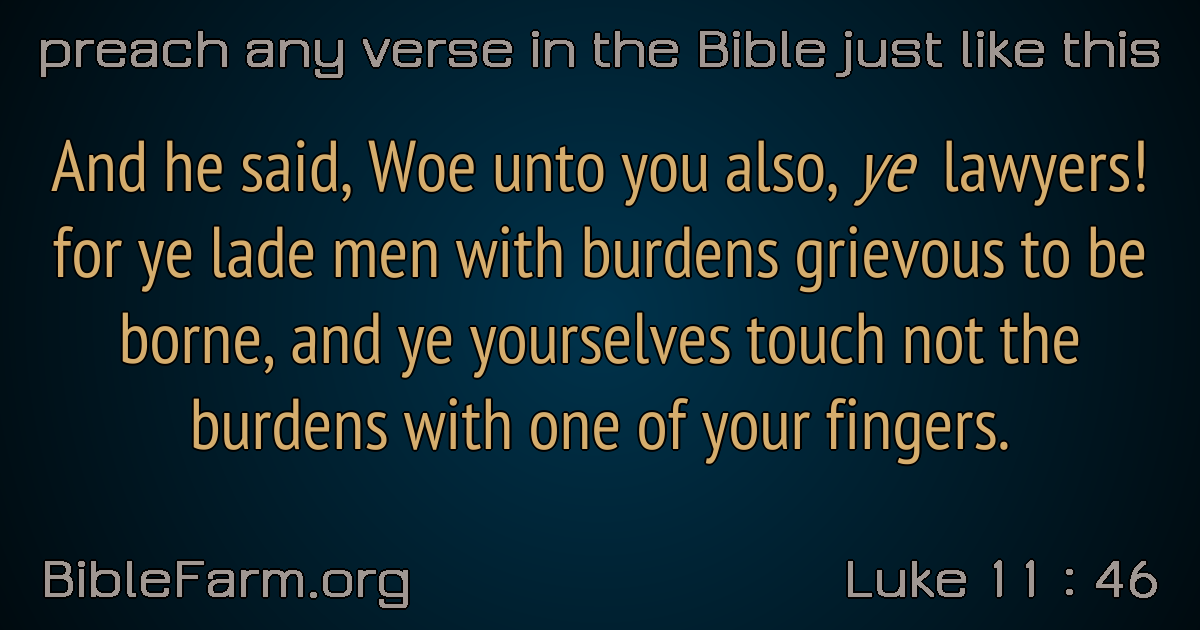 preach any verse in the Bible just like this
And he said, Woe unto you also, ye lawyers!
for ye lade men with burdens grievous to be
borne, and ye yourselves touch not the
burdens with one of your fingers.
BibleFarm.org
Luke 11 : 46